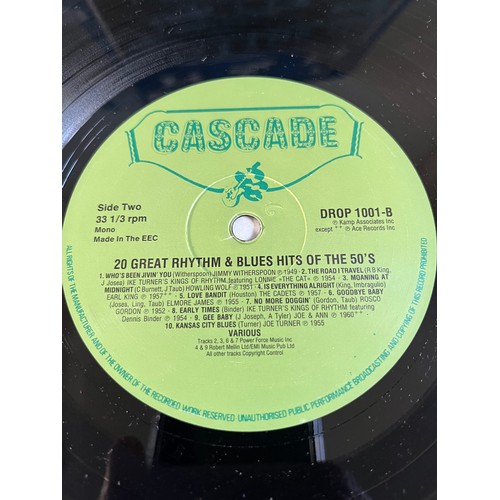 CASCADE
Side Two
33 1/3 rpm
Mono
Made In The EEC
DROP 1001-B
℗ Kamp Associates Inc
except ++ ℗ Ace Records Inc
20 GREAT RHYTHM & BLUES HITS OF THE 50'S
1. WHO'S BEEN JIVIN' YOU (Witherspoon) JIMMY WITHERSPOON ℗ 1949 · 2. THE ROAD I TRAVEL (R B King,
J Josea) IKE TURNER'S KINGS OF RHYTHM featuring LONNIE «THE CAT» ℗ 1954 · 3. MOANING AT
MIDNIGHT (C Burnett, J Taub) HOWLING WOLF ℗ 1951 · 4. IS EVERYTHING ALRIGHT (King, Imbragulio)
EARL KING ℗ 1957++ · 5. LOVE BANDIT (Houston) THE CADETS ℗ 1957 · 6. GOODBYE BABY
(Josea, Ling, Taub) ELMORE JAMES ℗ 1955 · 7. NO MORE DOGGIN' (Gordon, Taub) ROSCO
GORDON ℗ 1952 · 8. EARLY TIMES (Binder) IKE TURNER'S KINGS OF RHYTHM featuring
Dennis Binder ℗ 1954 · 9. GEE BABY (J Joseph, A Tyler) JOE & ANN ℗ 1960++
10. KANSAS CITY BLUES (Turner) JOE TURNER ℗ 1955
VARIOUS
Tracks 2, 3, 6 & 7 Power Force Music Inc
4 & 9 Robert Mellin Ltd/EMI Music Pub Ltd
All other tracks Copyright Control
ALL RIGHTS OF THE MANUFACTURER AND OF THE OWNER OF THE RECORDED WORK RESERVED UNAUTHORISED PUBLIC PERFORMANCE BROADCASTING AND COPYING OF THIS RECORD PROHIBITED